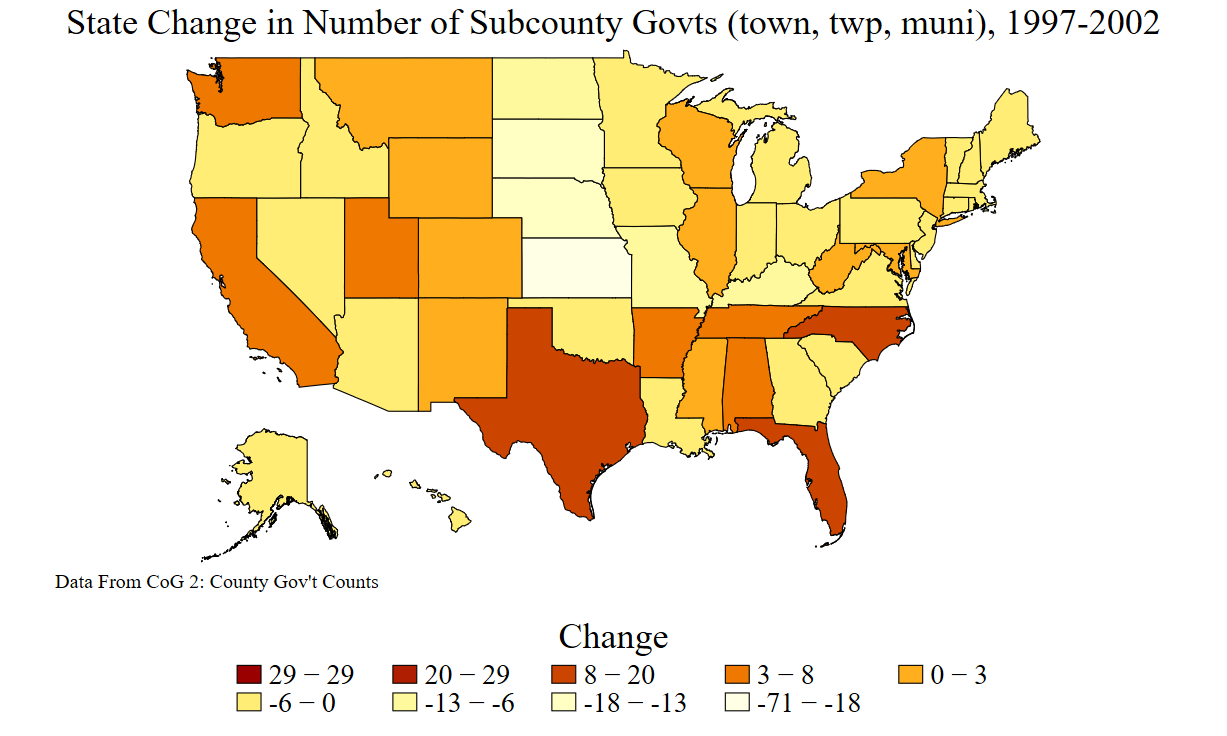 State Change in Number of Subcounty Govts (town, twp, muni), 1997-2002
Data From CoG 2: County Gov't Counts
Change
29 − 29 20 − 29 8 − 20 3 − 8 0 − 3
-6 − 0 -13 − -6 -18 − -13 -71 − -18